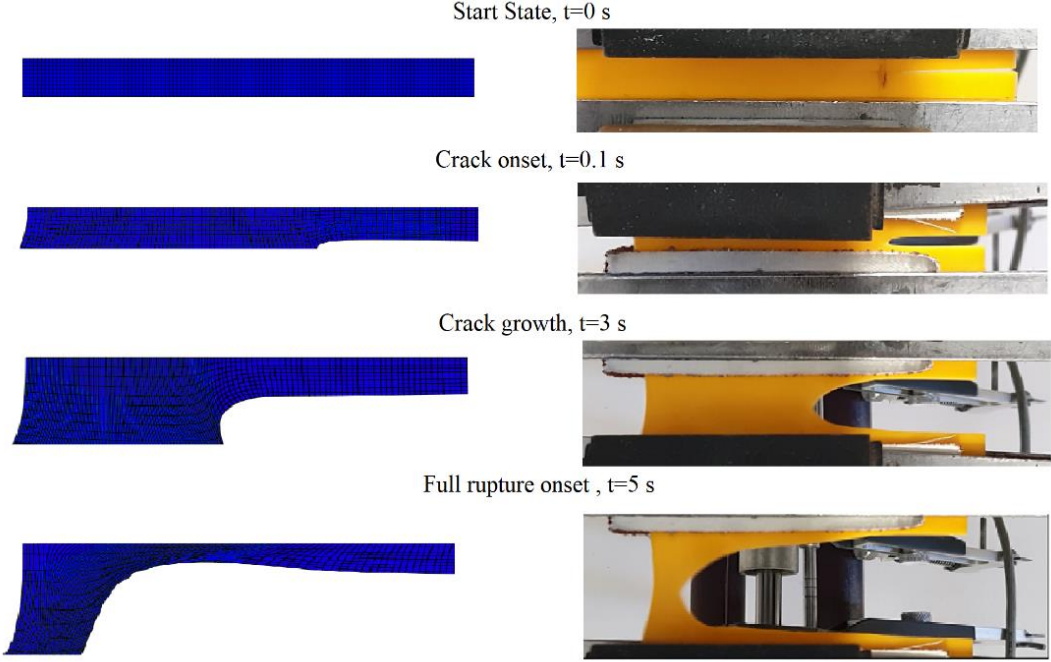 Start State, t=0 s
Crack onset, t=0.1 s
Crack growth, t=3 s
Full rupture onset , t=5 s